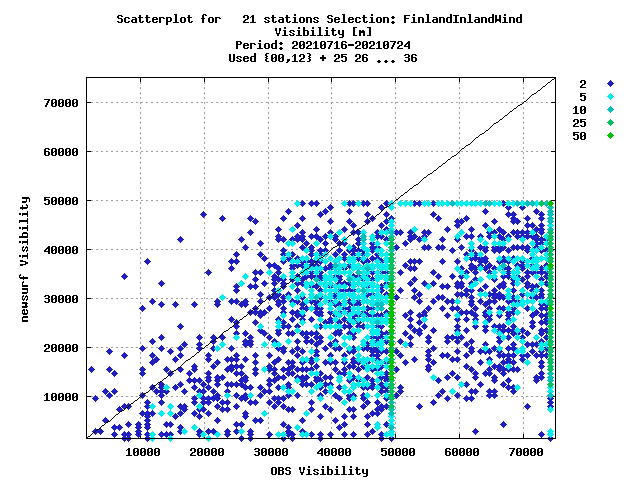 Scatterplot for   21 stations Selection: FinlandInlandWind
Visibility [m]
Period: 20210716-20210724
Used {00,12} + 25 26 ... 36
2
5
10
25
50
70000
60000
50000
40000
30000
20000
10000
newsurf Visibility
10000 20000 30000 40000 50000 60000 70000
OBS Visibility